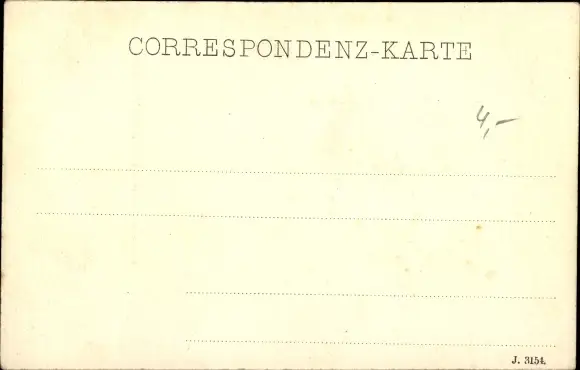 CORRESPONDENZ-KARTE
4,-
J. 3154.